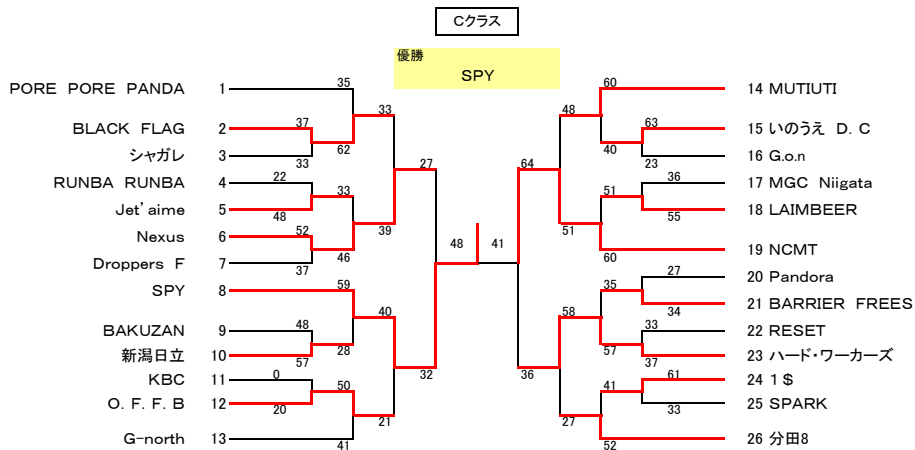 Cクラス
優勝
SPY
PORE PORE PANDA 1
35
BLACK FLAG 2
37
62
33
シャガレ 3
33
RUNBA RUNBA 4
22
Jet'aime 5
48
33
27
Nexus 6
52
46
39
Droppers F 7
37
SPY 8
59
BAKUZAN 9
48
28
40
新潟日立 10
57
32
KBC 11
0
O.F.F.B 12
20
50
21
G-north 13
41
48
41
60
14 MUTIUTI
48
63
15 いのうえ D.C
40
23
16 G.o.n
64
36
17 MGC Niigata
51
55
18 LAIMBEER
51
60
19 NCMT
27
20 Pandora
35
34
21 BARRIER FREES
58
33
22 RESET
57
37
23 ハード・ワーカーズ
36
61
24 1$
41
33
25 SPARK
27
52
26 分田8